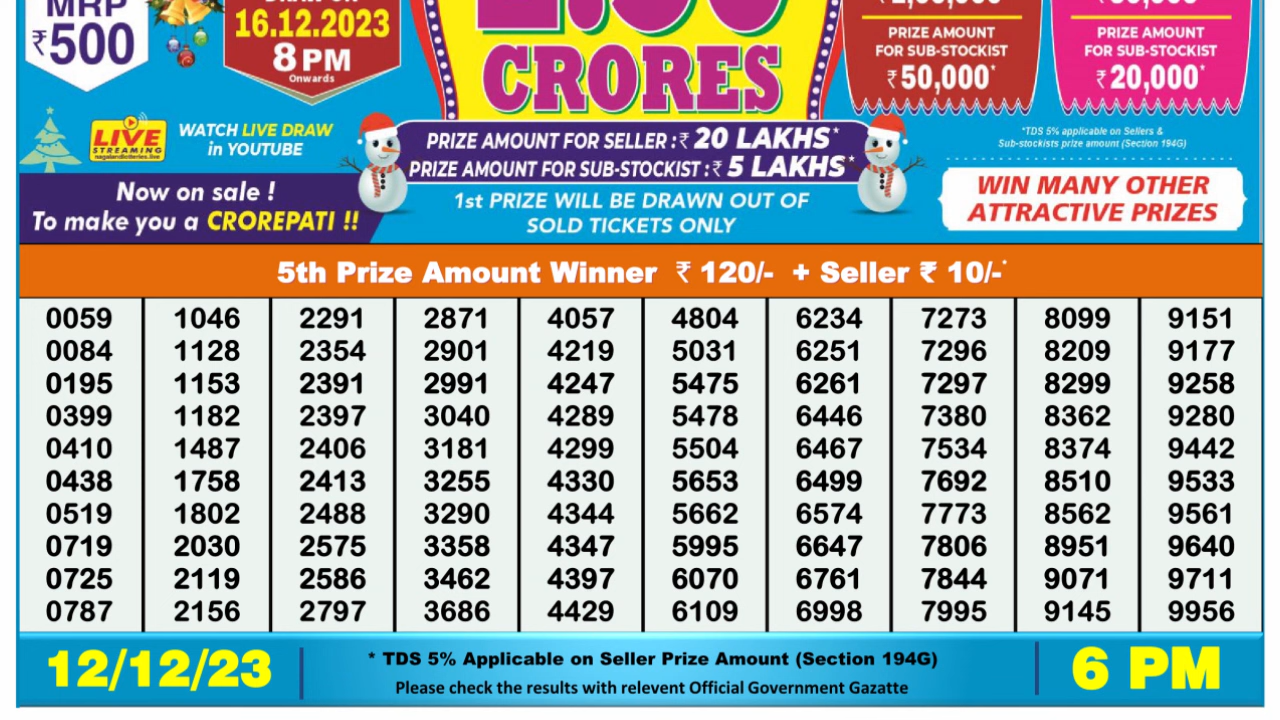 MRP
₹500
16.12.2023
8 PM
Onwards
CRORES
PRIZE AMOUNT
FOR SUB-STOCKIST
₹50,000*
PRIZE AMOUNT
FOR SUB-STOCKIST
₹20,000*
LIVE
STREAMING
nagalandlotteries.live
WATCH LIVE DRAW
in YOUTUBE
PRIZE AMOUNT FOR SELLER : ₹ 20 LAKHS*
PRIZE AMOUNT FOR SUB-STOCKIST : ₹ 5 LAKHS*
*TDS 5% applicable on Sellers &
Sub-stockists prize amount (Section 194G)
Now on sale !
To make you a CROREPATI !!
1st PRIZE WILL BE DRAWN OUT OF
SOLD TICKETS ONLY
WIN MANY OTHER
ATTRACTIVE PRIZES
5th Prize Amount Winner ₹ 120/- + Seller ₹ 10/-*
0059 1046 2291 2871 4057 4804 6234 7273 8099 9151
0084 1128 2354 2901 4219 5031 6251 7296 8209 9177
0195 1153 2391 2991 4247 5475 6261 7297 8299 9258
0399 1182 2397 3040 4289 5478 6446 7380 8362 9280
0410 1487 2406 3181 4299 5504 6467 7534 8374 9442
0438 1758 2413 3255 4330 5653 6499 7692 8510 9533
0519 1802 2488 3290 4344 5662 6574 7773 8562 9561
0719 2030 2575 3358 4347 5995 6647 7806 8951 9640
0725 2119 2586 3462 4397 6070 6761 7844 9071 9711
0787 2156 2797 3686 4429 6109 6998 7995 9145 9956
12/12/23
* TDS 5% Applicable on Seller Prize Amount (Section 194G)
Please check the results with relevent Official Government Gazatte
6 PM